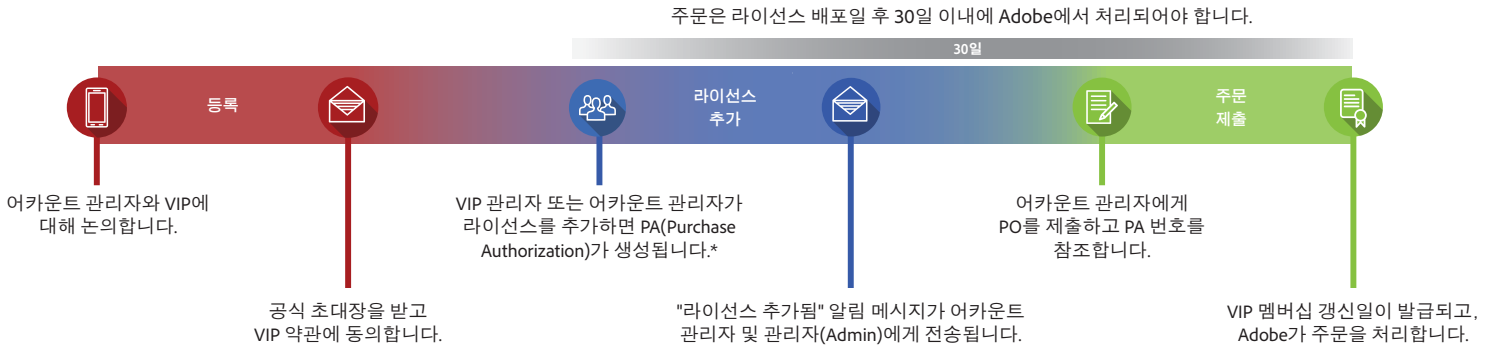 주문은 라이선스 배포일 후 30일 이내에 Adobe에서 처리되어야 합니다.
30일
등록
라이선스
추가
주문
제출
어카운트 관리자와 VIP에
대해 논의합니다.
공식 초대장을 받고
VIP 약관에 동의합니다.
VIP 관리자 또는 어카운트 관리자가
라이선스를 추가하면 PA(Purchase
Authorization)가 생성됩니다.*
"라이선스 추가됨" 알림 메시지가 어카운트
관리자 및 관리자(Admin)에게 전송됩니다.
어카운트 관리자에게
PO를 제출하고 PA 번호를
참조합니다.
VIP 멤버십 갱신일이 발급되고,
Adobe가 주문을 처리합니다.